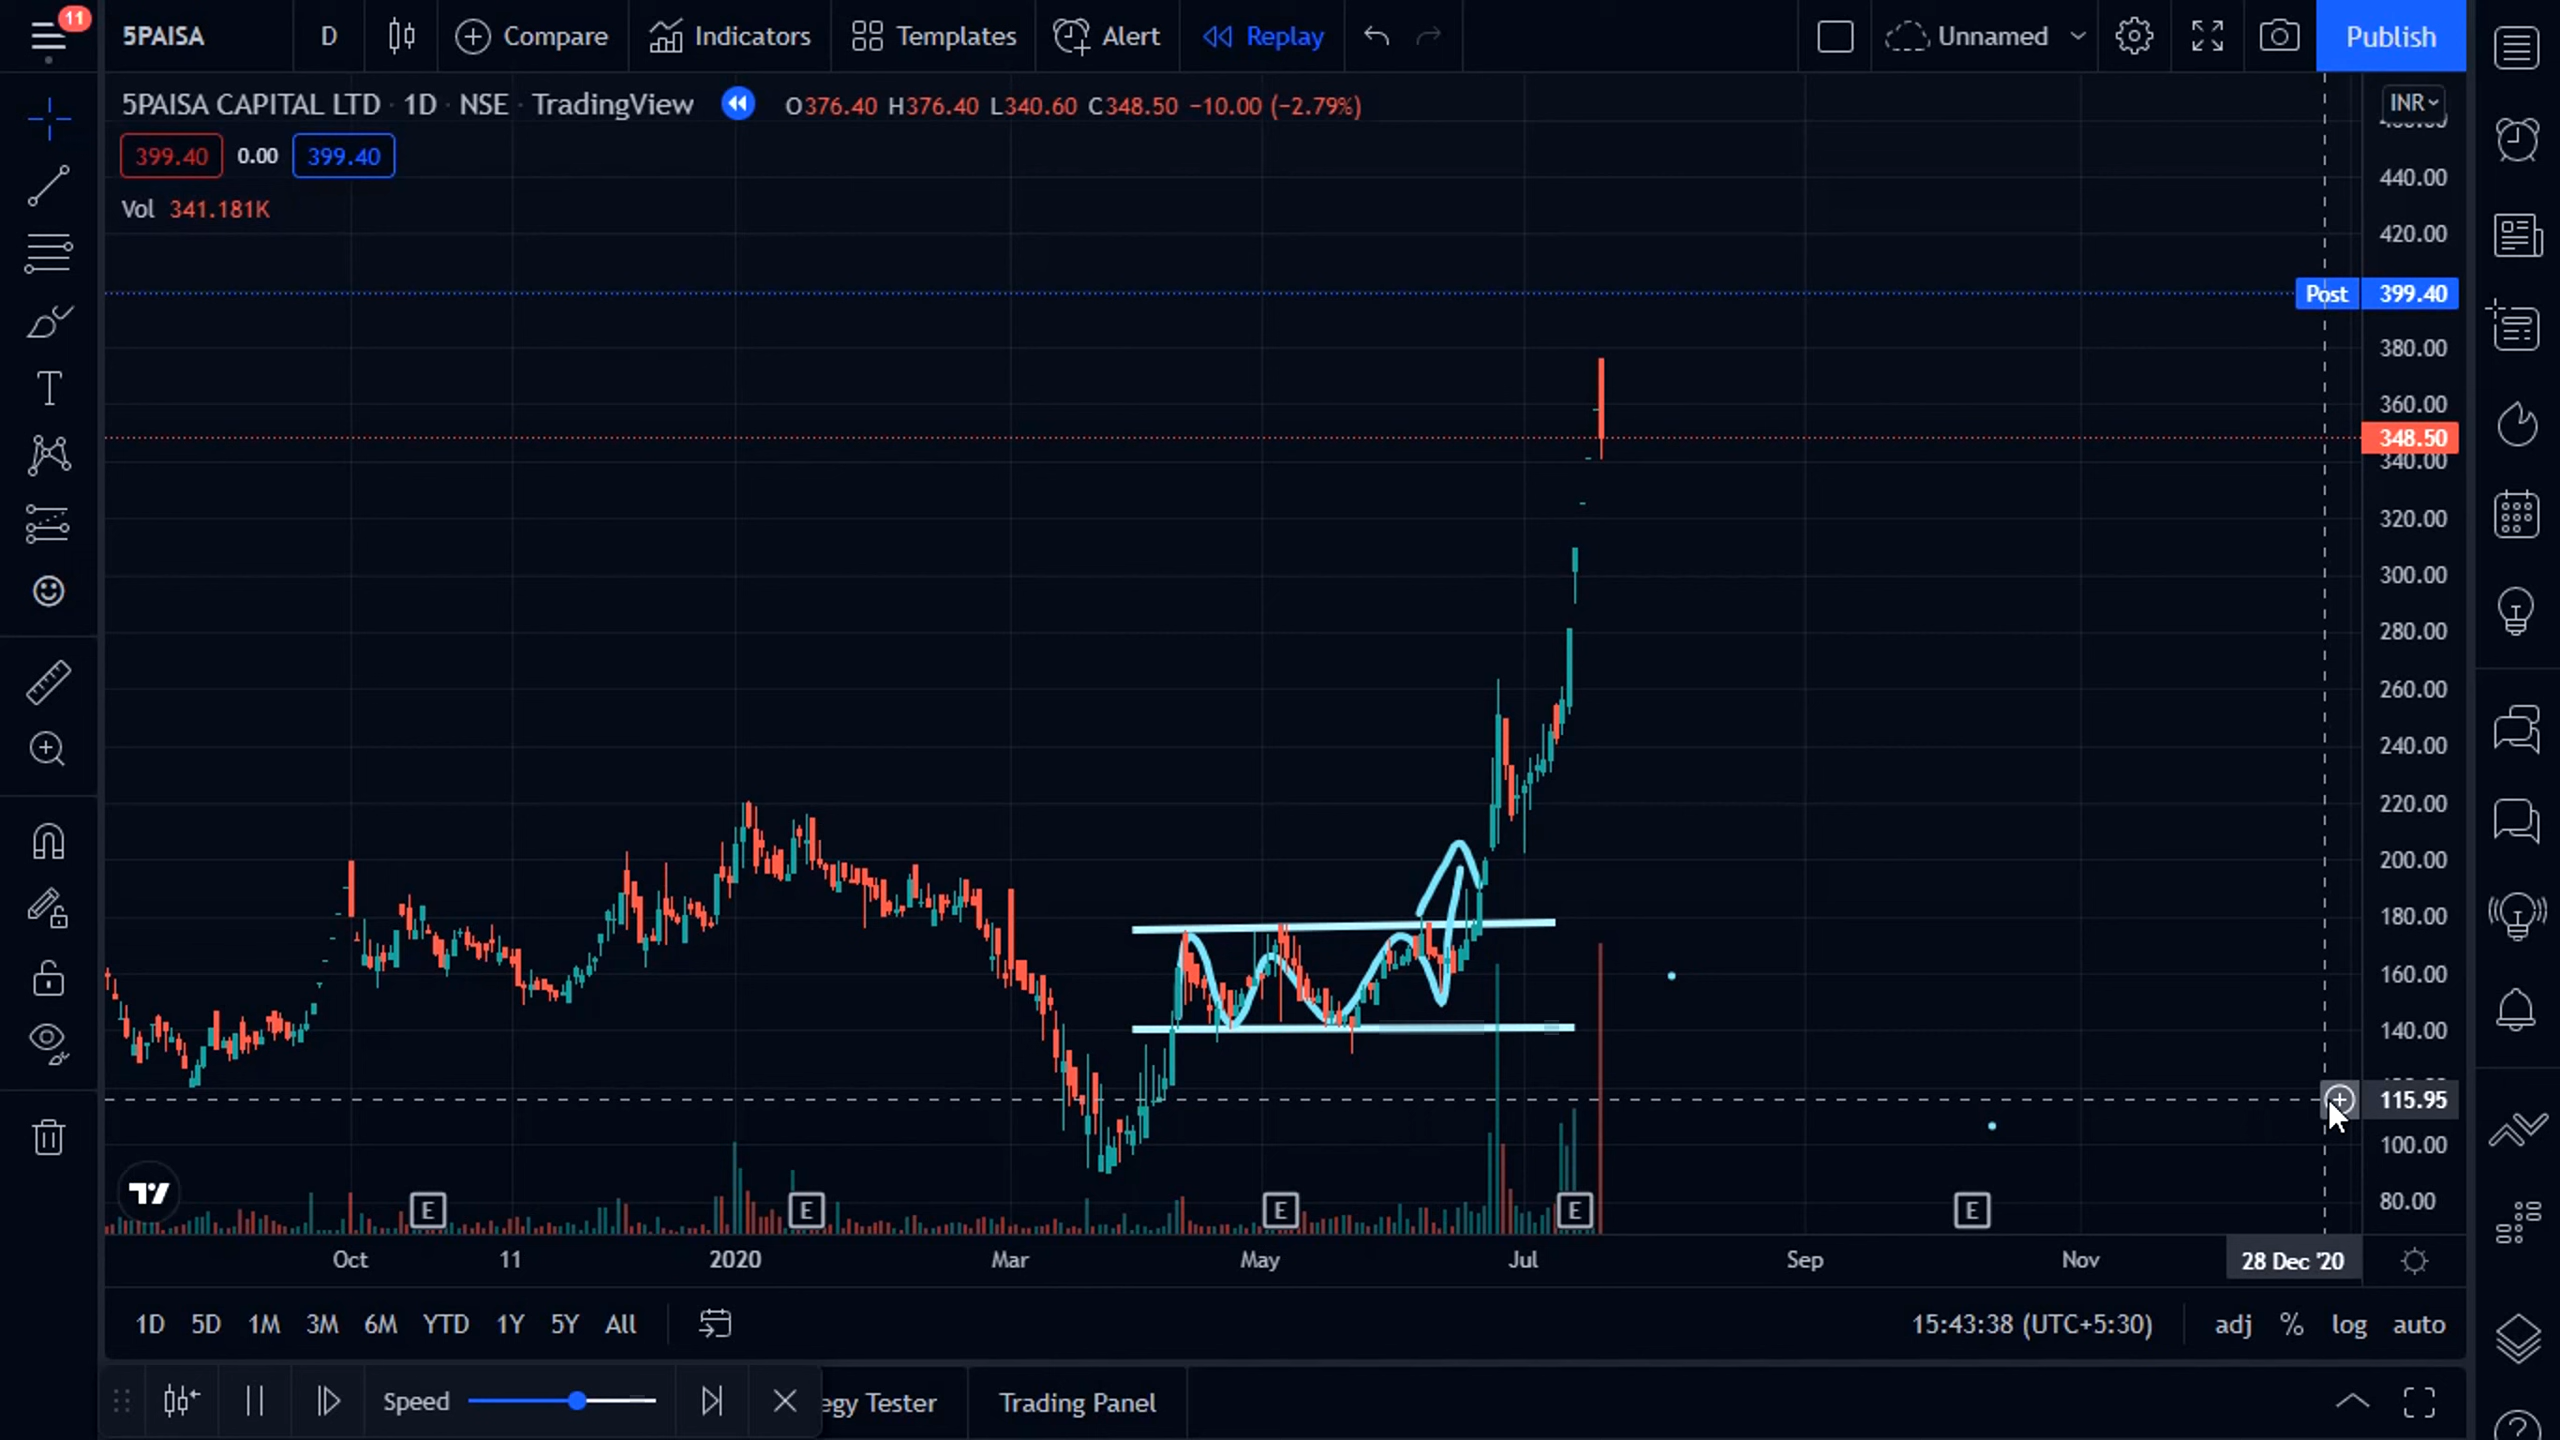 11
5PAISA D Compare Indicators Templates Alert Replay Unnamed Publish
5PAISA CAPITAL LTD · 1D · NSE · TradingView O376.40 H376.40 L340.60 C348.50 −10.00 (−2.79%)
INR
399.40 0.00 399.40
Vol 341.181K
440.00
420.00
Post 399.40
380.00
360.00
348.50
340.00
320.00
300.00
280.00
260.00
240.00
220.00
200.00
180.00
160.00
140.00
115.95
100.00
80.00
E E E E E
Oct 11 2020 Mar May Jul Sep Nov 28 Dec '20
1D 5D 1M 3M 6M YTD 1Y 5Y All 15:43:38 (UTC+5:30) adj % log auto
Speed egy Tester Trading Panel